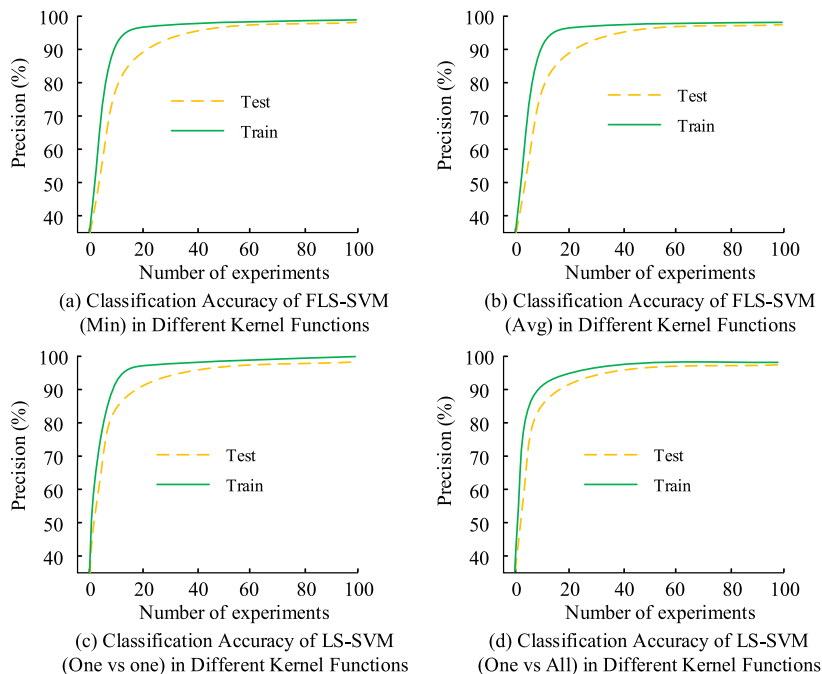 100
90
80
70
60
50
40
Precision (%)
Test
Train
0 20 40 60 80 100
Number of experiments
(a) Classification Accuracy of FLS-SVM
(Min) in Different Kernel Functions
100
90
80
70
60
50
40
Precision (%)
Test
Train
0 20 40 60 80 100
Number of experiments
(b) Classification Accuracy of FLS-SVM
(Avg) in Different Kernel Functions
100
90
80
70
60
50
40
Precision (%)
Test
Train
0 20 40 60 80 100
Number of experiments
(c) Classification Accuracy of LS-SVM
(One vs one) in Different Kernel Functions
100
90
80
70
60
50
40
Precision (%)
Test
Train
0 20 40 60 80 100
Number of experiments
(d) Classification Accuracy of LS-SVM
(One vs All) in Different Kernel Functions